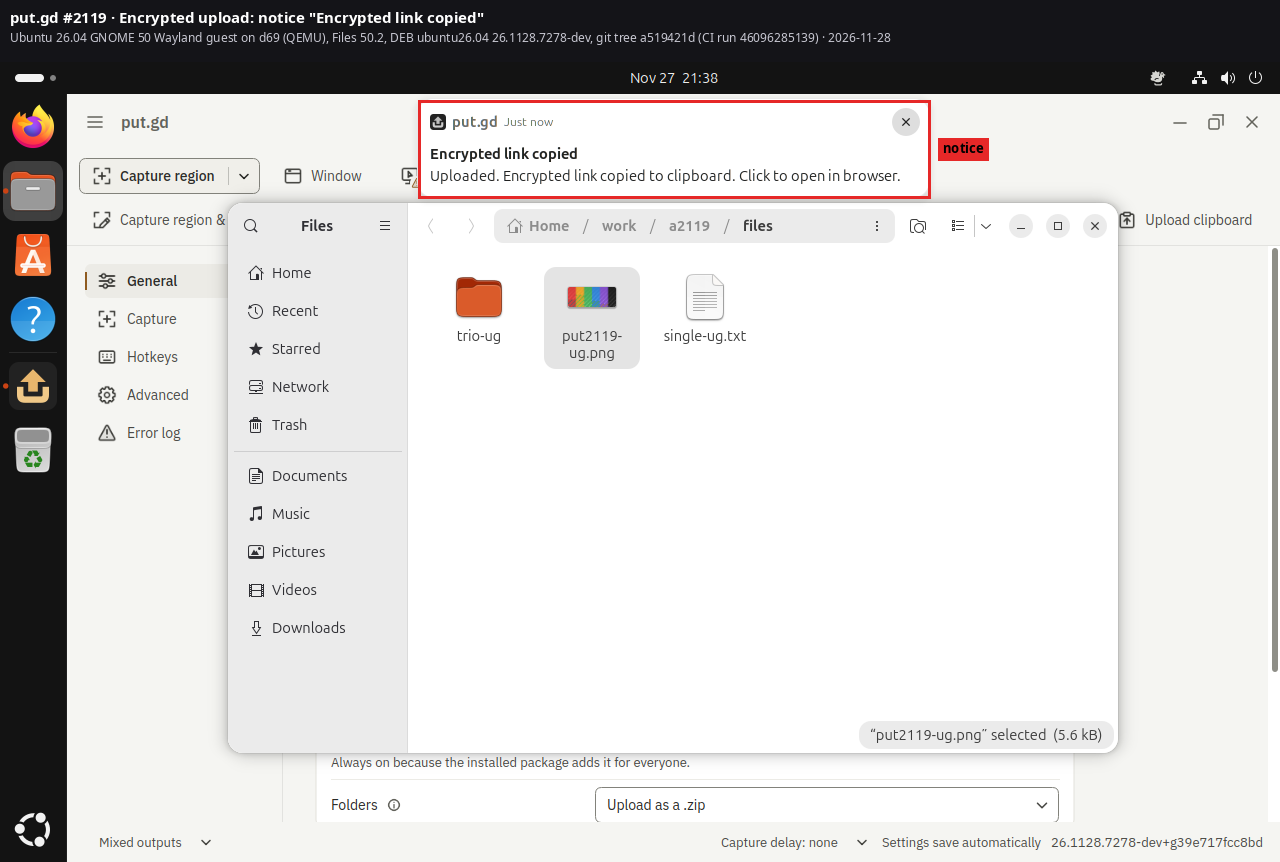 put.gd #2119 · Encrypted upload: notice "Encrypted link copied"
Ubuntu 26.04 GNOME 50 Wayland guest on d69 (QEMU), Files 50.2, DEB ubuntu26.04 26.1128.7278-dev, git tree a519421d (CI run 46096285139) · 2026-11-28
Nov 27 21:38
put.gd
put.gd Just now
Encrypted link copied
Uploaded. Encrypted link copied to clipboard. Click to open in browser.
notice
Capture region
Window
Capture region &
Upload clipboard
General
Capture
Hotkeys
Advanced
Error log
Files
Home / work / a2119 / files
Home
Recent
Starred
Network
Trash
Documents
Music
Pictures
Videos
Downloads
trio-ug
put2119-
ug.png
single-ug.txt
“put2119-ug.png” selected (5.6 kB)
Always on because the installed package adds it for everyone.
Folders
Upload as a .zip
Mixed outputs
Capture delay: none
Settings save automatically
26.1128.7278-dev+g39e717fcc8bd